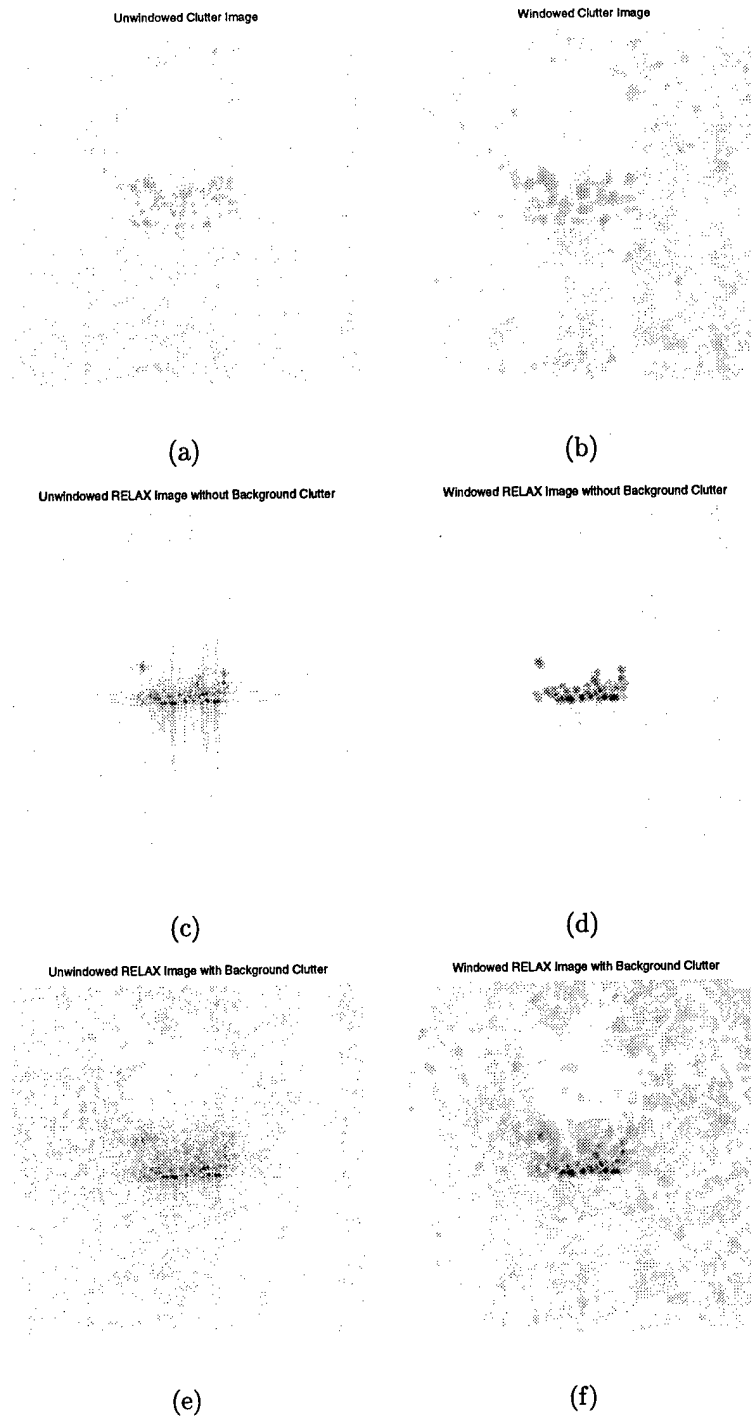 Unwindowed Clutter Image
Windowed Clutter Image
(a)
(b)
Unwindowed RELAX Image without Background Clutter
Windowed RELAX Image without Background Clutter
(c)
(d)
Unwindowed RELAX Image with Background Clutter
Windowed RELAX Image with Background Clutter
(e)
(f)